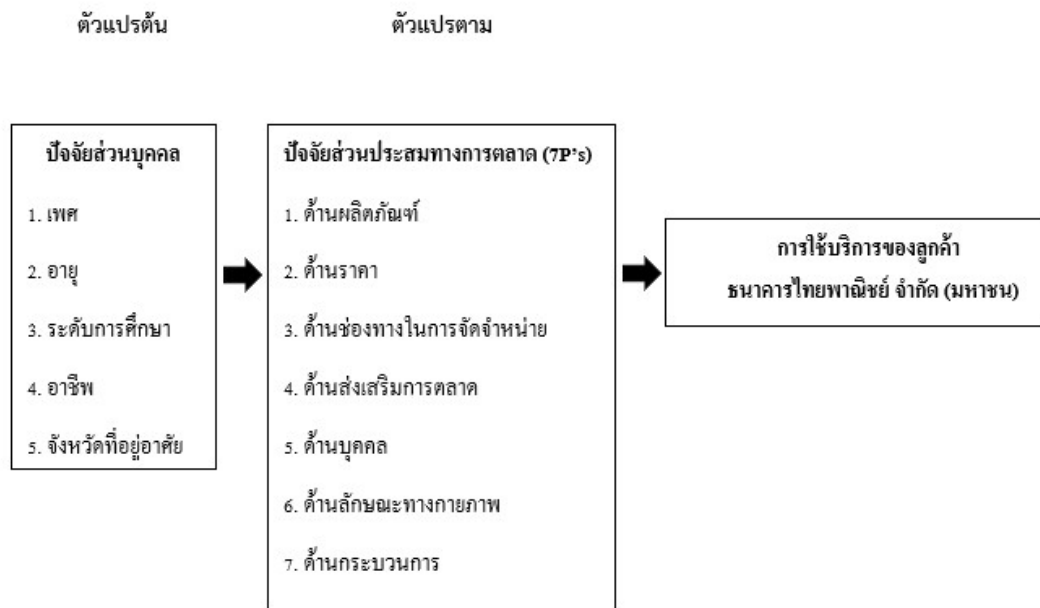 ตัวแปรต้น
ตัวแปรตาม
ปัจจัยส่วนบุคคล
1. เพศ
2. อายุ
3. ระดับการศึกษา
4. อาชีพ
5. จังหวัดที่อยู่อาศัย
ปัจจัยส่วนประสมทางการตลาด (7P's)
1. ด้านผลิตภัณฑ์
2. ด้านราคา
3. ด้านช่องทางในการจัดจำหน่าย
4. ด้านส่งเสริมการตลาด
5. ด้านบุคคล
6. ด้านลักษณะทางกายภาพ
7. ด้านกระบวนการ
การใช้บริการของลูกค้า
ธนาคารไทยพาณิชย์ จำกัด (มหาชน)